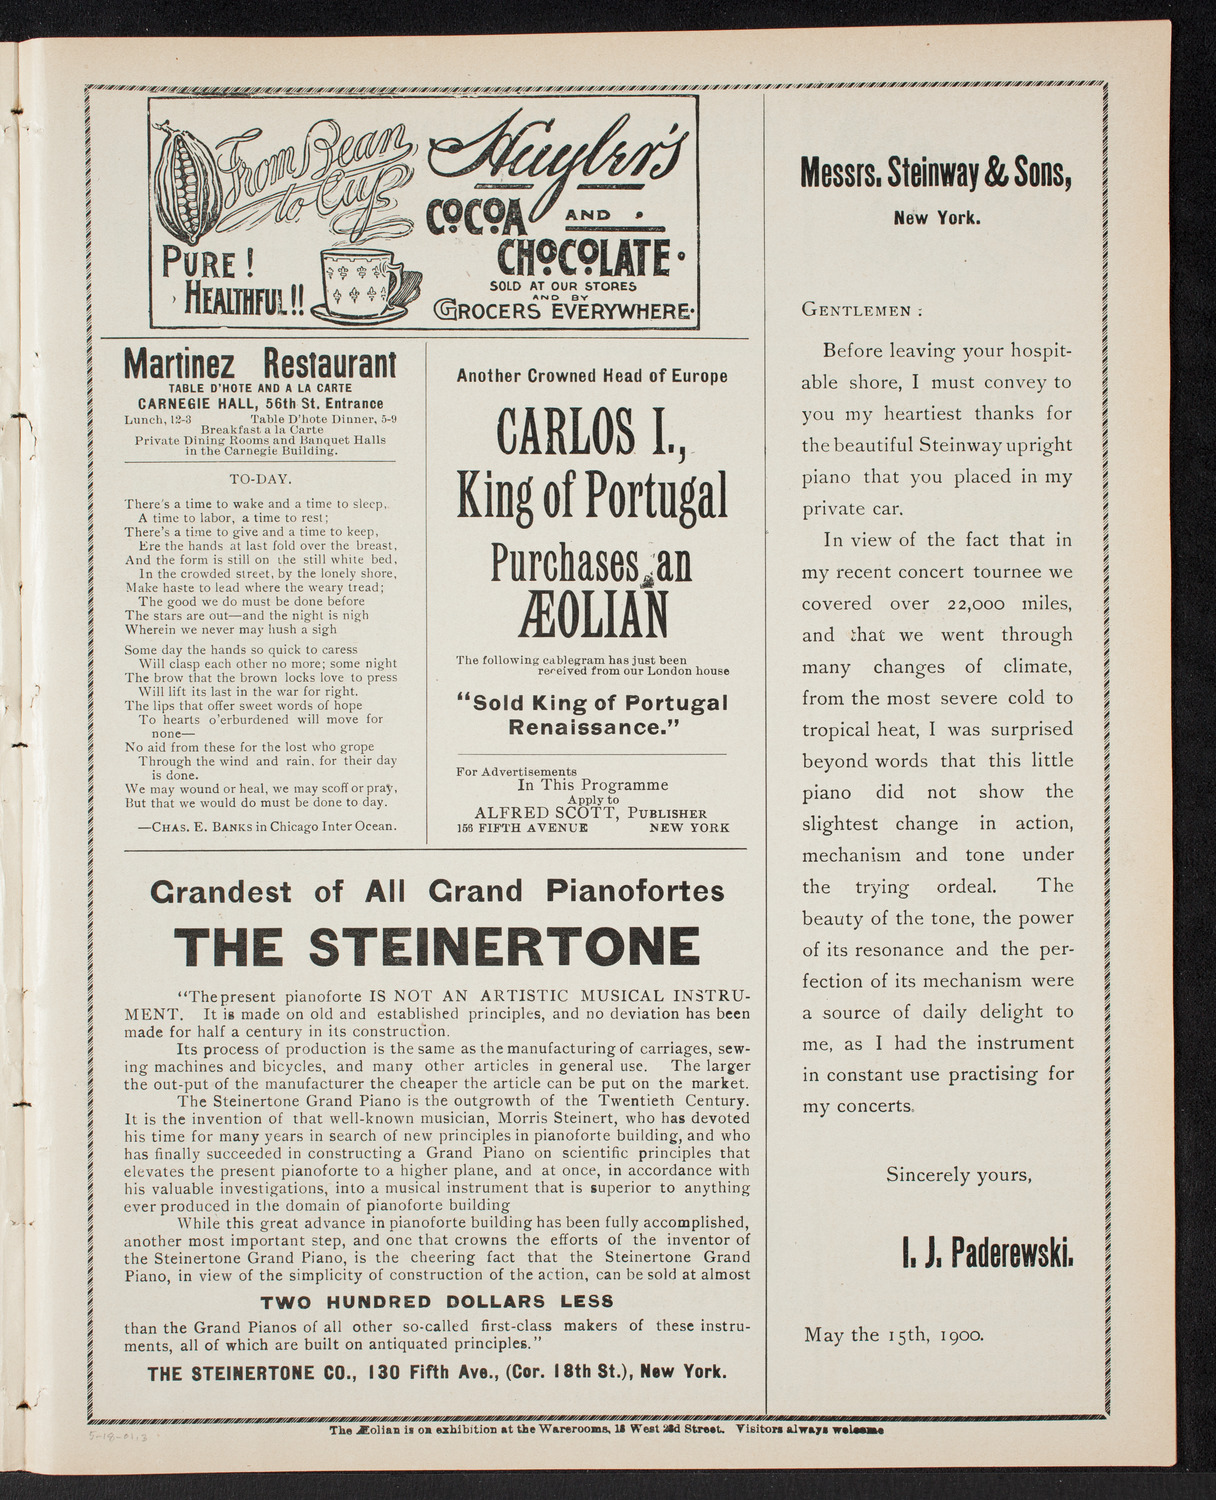 From Bean
to Cup
PURE!
HEALTHFUL!!
Huyler's
COCOA AND
CHOCOLATE
SOLD AT OUR STORES
AND BY
GROCERS EVERYWHERE
Martinez Restaurant
TABLE D'HOTE AND A LA CARTE
CARNEGIE HALL, 56th St. Entrance
Lunch, 12-3 Table D'hote Dinner, 5-9
Breakfast a la Carte
Private Dining Rooms and Banquet Halls
in the Carnegie Building.
TO-DAY.
There's a time to wake and a time to sleep,
A time to labor, a time to rest;
There's a time to give and a time to keep,
Ere the hands at last fold over the breast,
And the form is still on the still white bed,
In the crowded street, by the lonely shore,
Make haste to lead where the weary tread;
The good we do must be done before
The stars are out—and the night is nigh
Wherein we never may hush a sigh
Some day the hands so quick to caress
Will clasp each other no more; some night
The brow that the brown locks love to press
Will lift its last in the war for right.
The lips that offer sweet words of hope
To hearts o'erburdened will move for
none—
No aid from these for the lost who grope
Through the wind and rain, for their day
is done.
We may wound or heal, we may scoff or pray,
But that we would do must be done to day.
—CHAS. E. BANKS in Chicago Inter Ocean.
Another Crowned Head of Europe
CARLOS I.,
King of Portugal
Purchases an
ÆOLIAN
The following cablegram has just been
received from our London house
"Sold King of Portugal
Renaissance."
For Advertisements
In This Programme
Apply to
ALFRED SCOTT, PUBLISHER
156 FIFTH AVENUE NEW YORK
Grandest of All Grand Pianofortes
THE STEINERTONE
"The present pianoforte IS NOT AN ARTISTIC MUSICAL INSTRU-
MENT. It is made on old and established principles, and no deviation has been
made for half a century in its construction.
Its process of production is the same as the manufacturing of carriages, sew-
ing machines and bicycles, and many other articles in general use. The larger
the out-put of the manufacturer the cheaper the article can be put on the market.
The Steinertone Grand Piano is the outgrowth of the Twentieth Century.
It is the invention of that well-known musician, Morris Steinert, who has devoted
his time for many years in search of new principles in pianoforte building, and who
has finally succeeded in constructing a Grand Piano on scientific principles that
elevates the present pianoforte to a higher plane, and at once, in accordance with
his valuable investigations, into a musical instrument that is superior to anything
ever produced in the domain of pianoforte building
While this great advance in pianoforte building has been fully accomplished,
another most important step, and one that crowns the efforts of the inventor of
the Steinertone Grand Piano, is the cheering fact that the Steinertone Grand
Piano, in view of the simplicity of construction of the action, can be sold at almost
TWO HUNDRED DOLLARS LESS
than the Grand Pianos of all other so-called first-class makers of these instru-
ments, all of which are built on antiquated principles."
THE STEINERTONE CO., 130 Fifth Ave., (Cor. 18th St.), New York.
Messrs. Steinway & Sons,
New York.
GENTLEMEN:
Before leaving your hospit-
able shore, I must convey to
you my heartiest thanks for
the beautiful Steinway upright
piano that you placed in my
private car.
In view of the fact that in
my recent concert tournee we
covered over 22,000 miles,
and that we went through
many changes of climate,
from the most severe cold to
tropical heat, I was surprised
beyond words that this little
piano did not show the
slightest change in action,
mechanism and tone under
the trying ordeal. The
beauty of the tone, the power
of its resonance and the per-
fection of its mechanism were
a source of daily delight to
me, as I had the instrument
in constant use practising for
my concerts.
Sincerely yours,
I. J. Paderewski.
May the 15th, 1900.
The Æolian is on exhibition at the Warerooms, 18 West 23d Street. Visitors always welcome
5-18-01,3